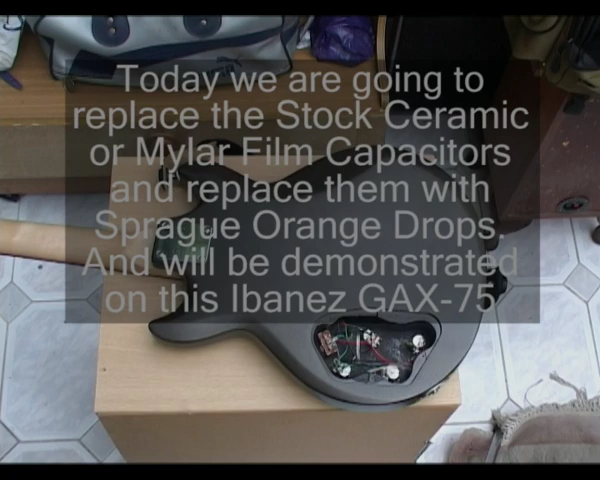 Today we are going to
replace the Stock Ceramic
or Mylar Film Capacitors
and replace them with
Sprague Orange Drops.
And will be demonstrated
on this Ibanez GAX-75